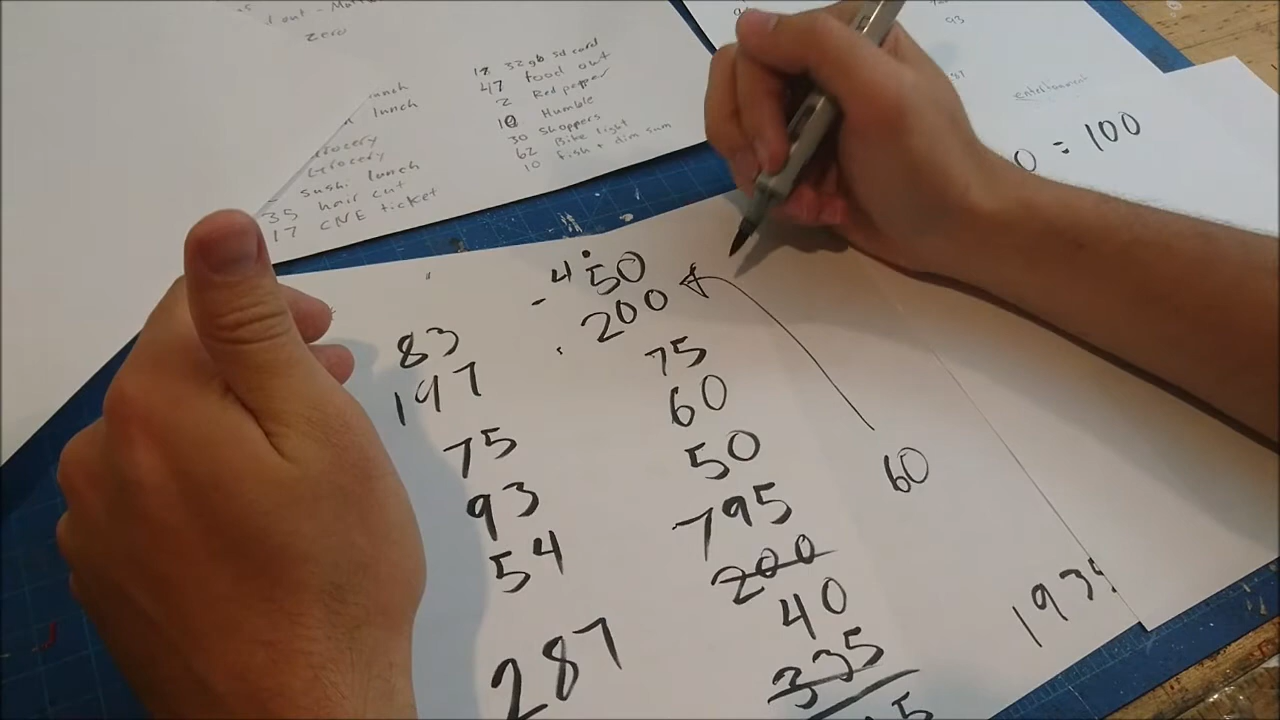 out -
Zero
lunch
Grocery
Grocery
sushi lunch
35 hair cut
17 CNE ticket
18 32gb sd card
47 food out
2 Red pepper
10 Humble
30 Shoppers
62 Bike light
10 Fish + dim sum
93
entertainment
0 = 100
83
197
75
93
54
287
- 450
200
75
60
50
795
200
40
335
60
193